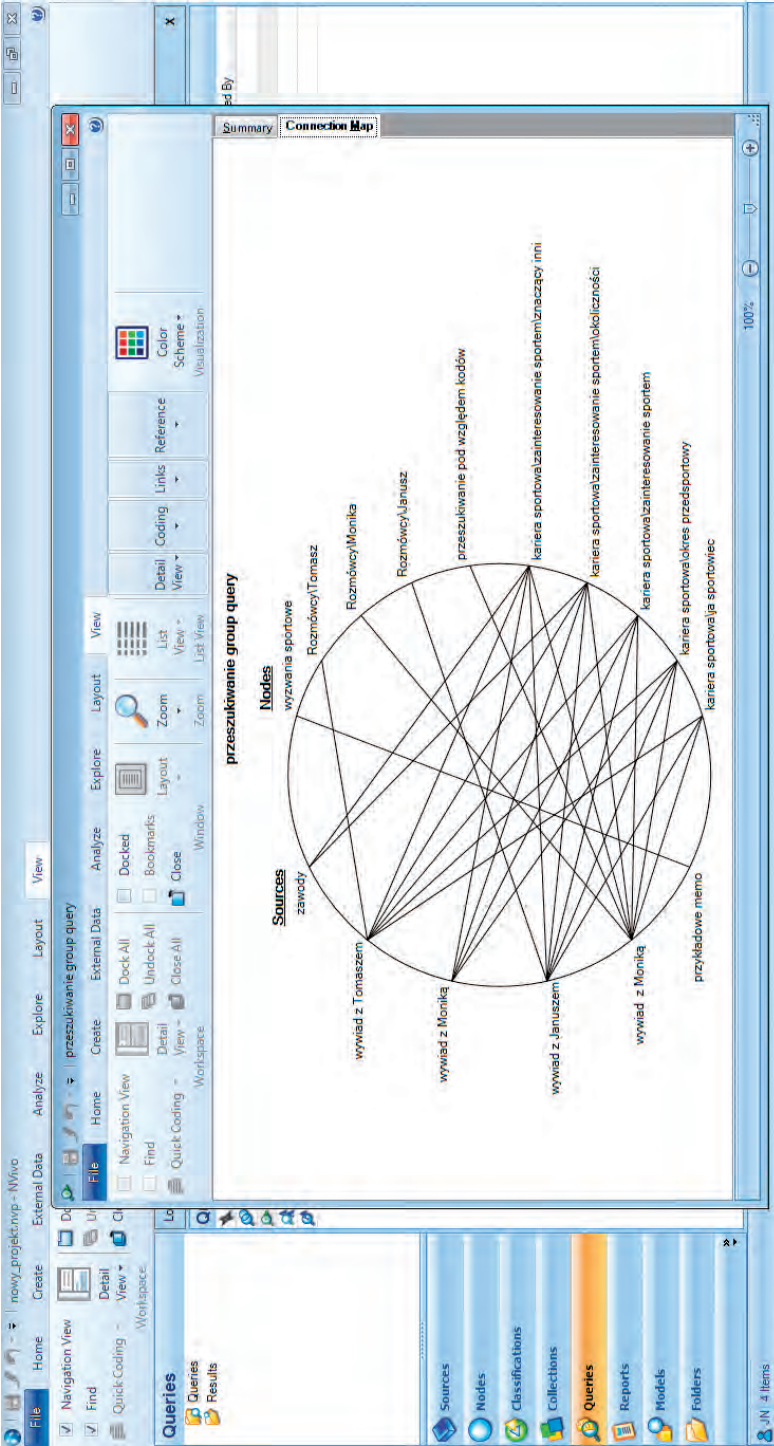 nowy_projekt.nvp - NVivo
File Home Create External Data Analyze Explore Layout View
Navigation View
Find
Quick Coding
Detail View
Workspace
przeszukiwanie group query
File Home Create External Data Analyze Explore Layout View
Navigation View
Find
Quick Coding
Detail View
Dock All
Undock All
Close All
Workspace
Docked
Bookmarks
Close
Layout
Window
Zoom
Zoom
List View
List View
Detail View
Coding
Links
Reference
Color Scheme
Visualization
Queries
Queries
Results
Sources
Nodes
Classifications
Collections
Queries
Reports
Models
Folders
ed By
Summary
Connection Map
przeszukiwanie group query
Sources
zawody
wywiad z Tomaszem
wywiad z Moniką
wywiad z Januszem
wywiad z Moniką
przykładowe memo
Nodes
wyzwania sportowe
Rozmówcy\Tomasz
Rozmówcy\Monika
Rozmówcy\Janusz
przeszukiwanie pod względem kodów
kariera sportowa\zainteresowanie sportem\znaczący inni
kariera sportowa\zainteresowanie sportem\okoliczności
kariera sportowa\zainteresowanie sportem
kariera sportowa\okres przedsportowy
kariera sportowa\ja sportowiec
100%
JN 4 Items